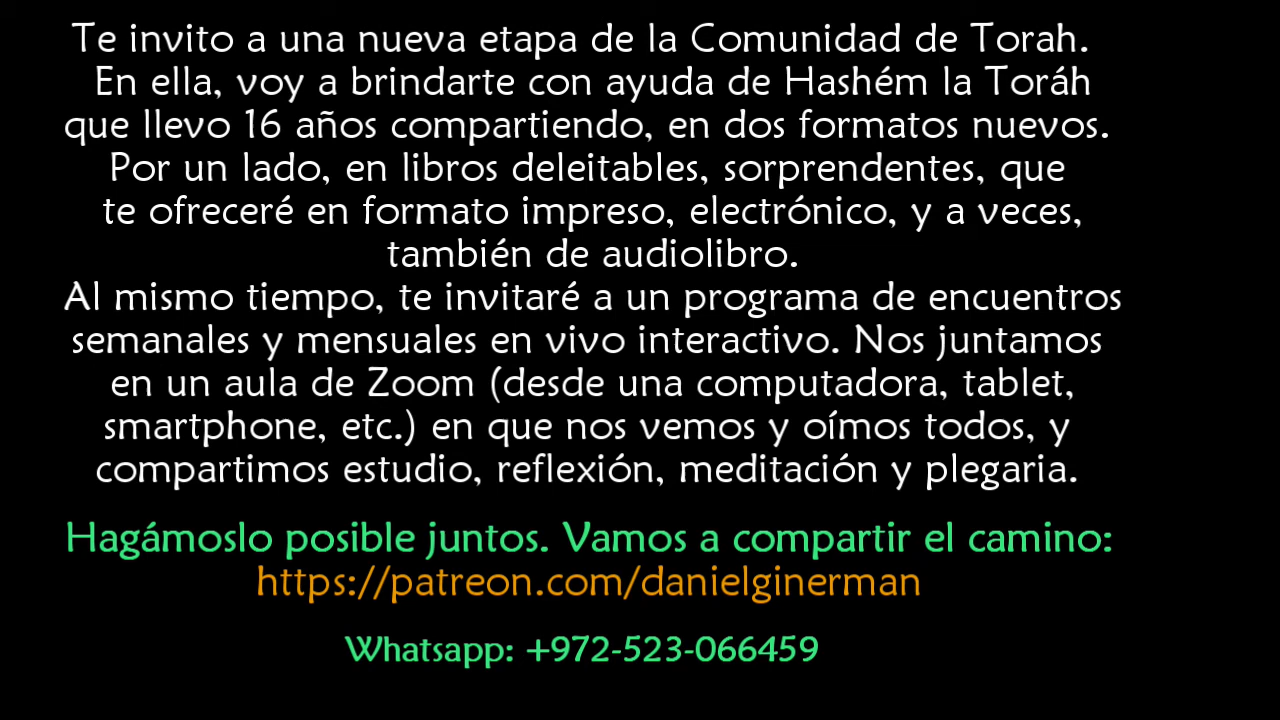 Te invito a una nueva etapa de la Comunidad de Torah.
En ella, voy a brindarte con ayuda de Hashém la Toráh
que llevo 16 años compartiendo, en dos formatos nuevos.
Por un lado, en libros deleitables, sorprendentes, que
te ofreceré en formato impreso, electrónico, y a veces,
también de audiolibro.
Al mismo tiempo, te invitaré a un programa de encuentros
semanales y mensuales en vivo interactivo. Nos juntamos
en un aula de Zoom (desde una computadora, tablet,
smartphone, etc.) en que nos vemos y oímos todos, y
compartimos estudio, reflexión, meditación y plegaria.
Hagámoslo posible juntos. Vamos a compartir el camino:
https://patreon.com/danielginerman
Whatsapp: +972-523-066459